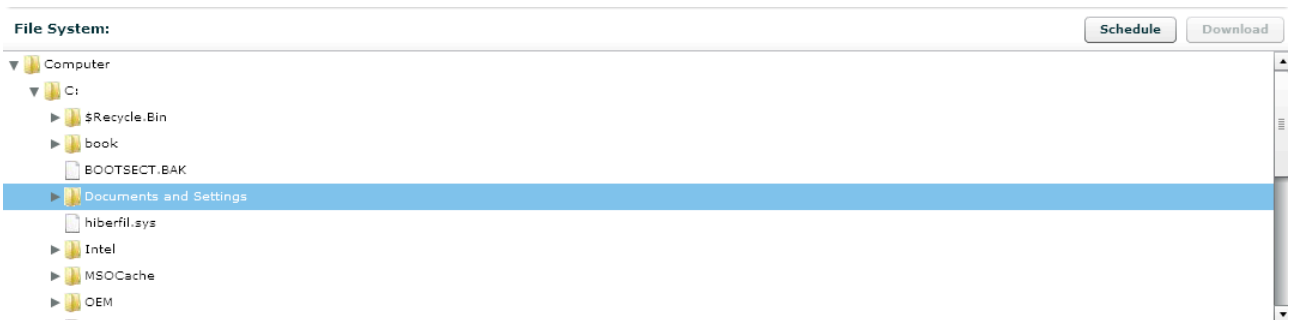 File System:
Schedule
Download
Computer
C:
$Recycle.Bin
book
BOOTSECT.BAK
Documents and Settings
hiberfil.sys
Intel
MSOCache
OEM